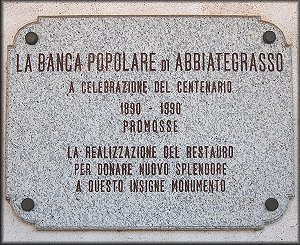 LA BANCA POPOLARE di ABBIATEGRASSO
A CELEBRAZIONE DEL CENTENARIO
1890 - 1990
PROMOSSE
LA REALIZZAZIONE DEL RESTAURO
PER DONARE NUOVO SPLENDORE
A QUESTO INSIGNE MONUMENTO